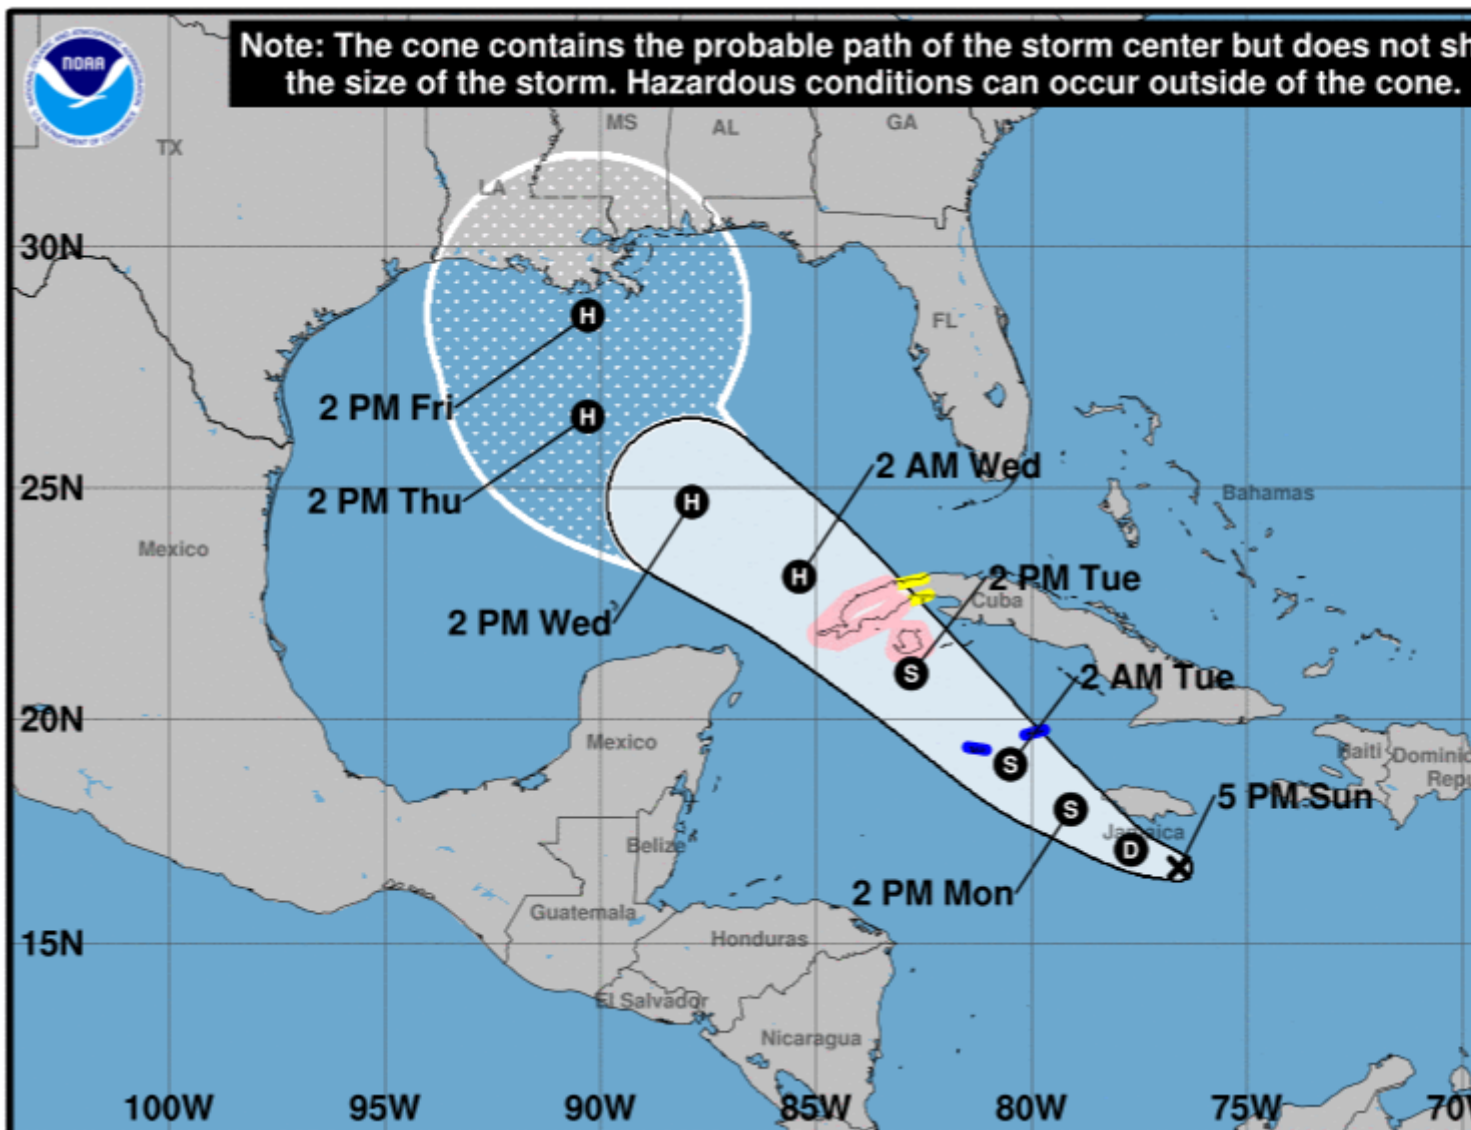 Note: The cone contains the probable path of the storm center but does not sh
the size of the storm. Hazardous conditions can occur outside of the cone.
NOAA
MS
AL
GA
TX
LA
30N
FL
H
2 PM Fri
H
2 PM Thu
2 AM Wed
25N
H
Bahamas
Mexico
H
2 PM Tue
Cuba
2 PM Wed
S
2 AM Tue
20N
Mexico
Haiti
Dominic
Repu
S
5 PM Sun
S
Jamaica
Belize
D
2 PM Mon
Guatemala
15N
Honduras
El Salvador
Nicaragua
100W
95W
90W
85W
80W
75W
70W